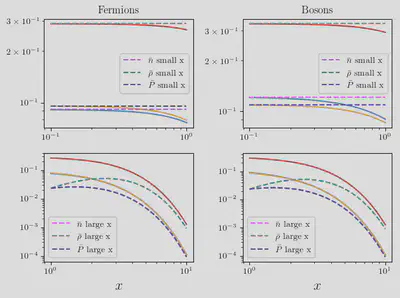 Fermions
Bosons
3 × 10⁻¹
2 × 10⁻¹
10⁻¹
n̄ small x
ρ̄ small x
P̄ small x
10⁻¹
10⁰
3 × 10⁻¹
2 × 10⁻¹
10⁻¹
n̄ small x
ρ̄ small x
P̄ small x
10⁻¹
10⁰
10⁻¹
10⁻²
10⁻³
10⁻⁴
n̄ large x
ρ̄ large x
P̄ large x
10⁰
10¹
x
10⁻¹
10⁻²
10⁻³
10⁻⁴
n̄ large x
ρ̄ large x
P̄ large x
10⁰
10¹
x